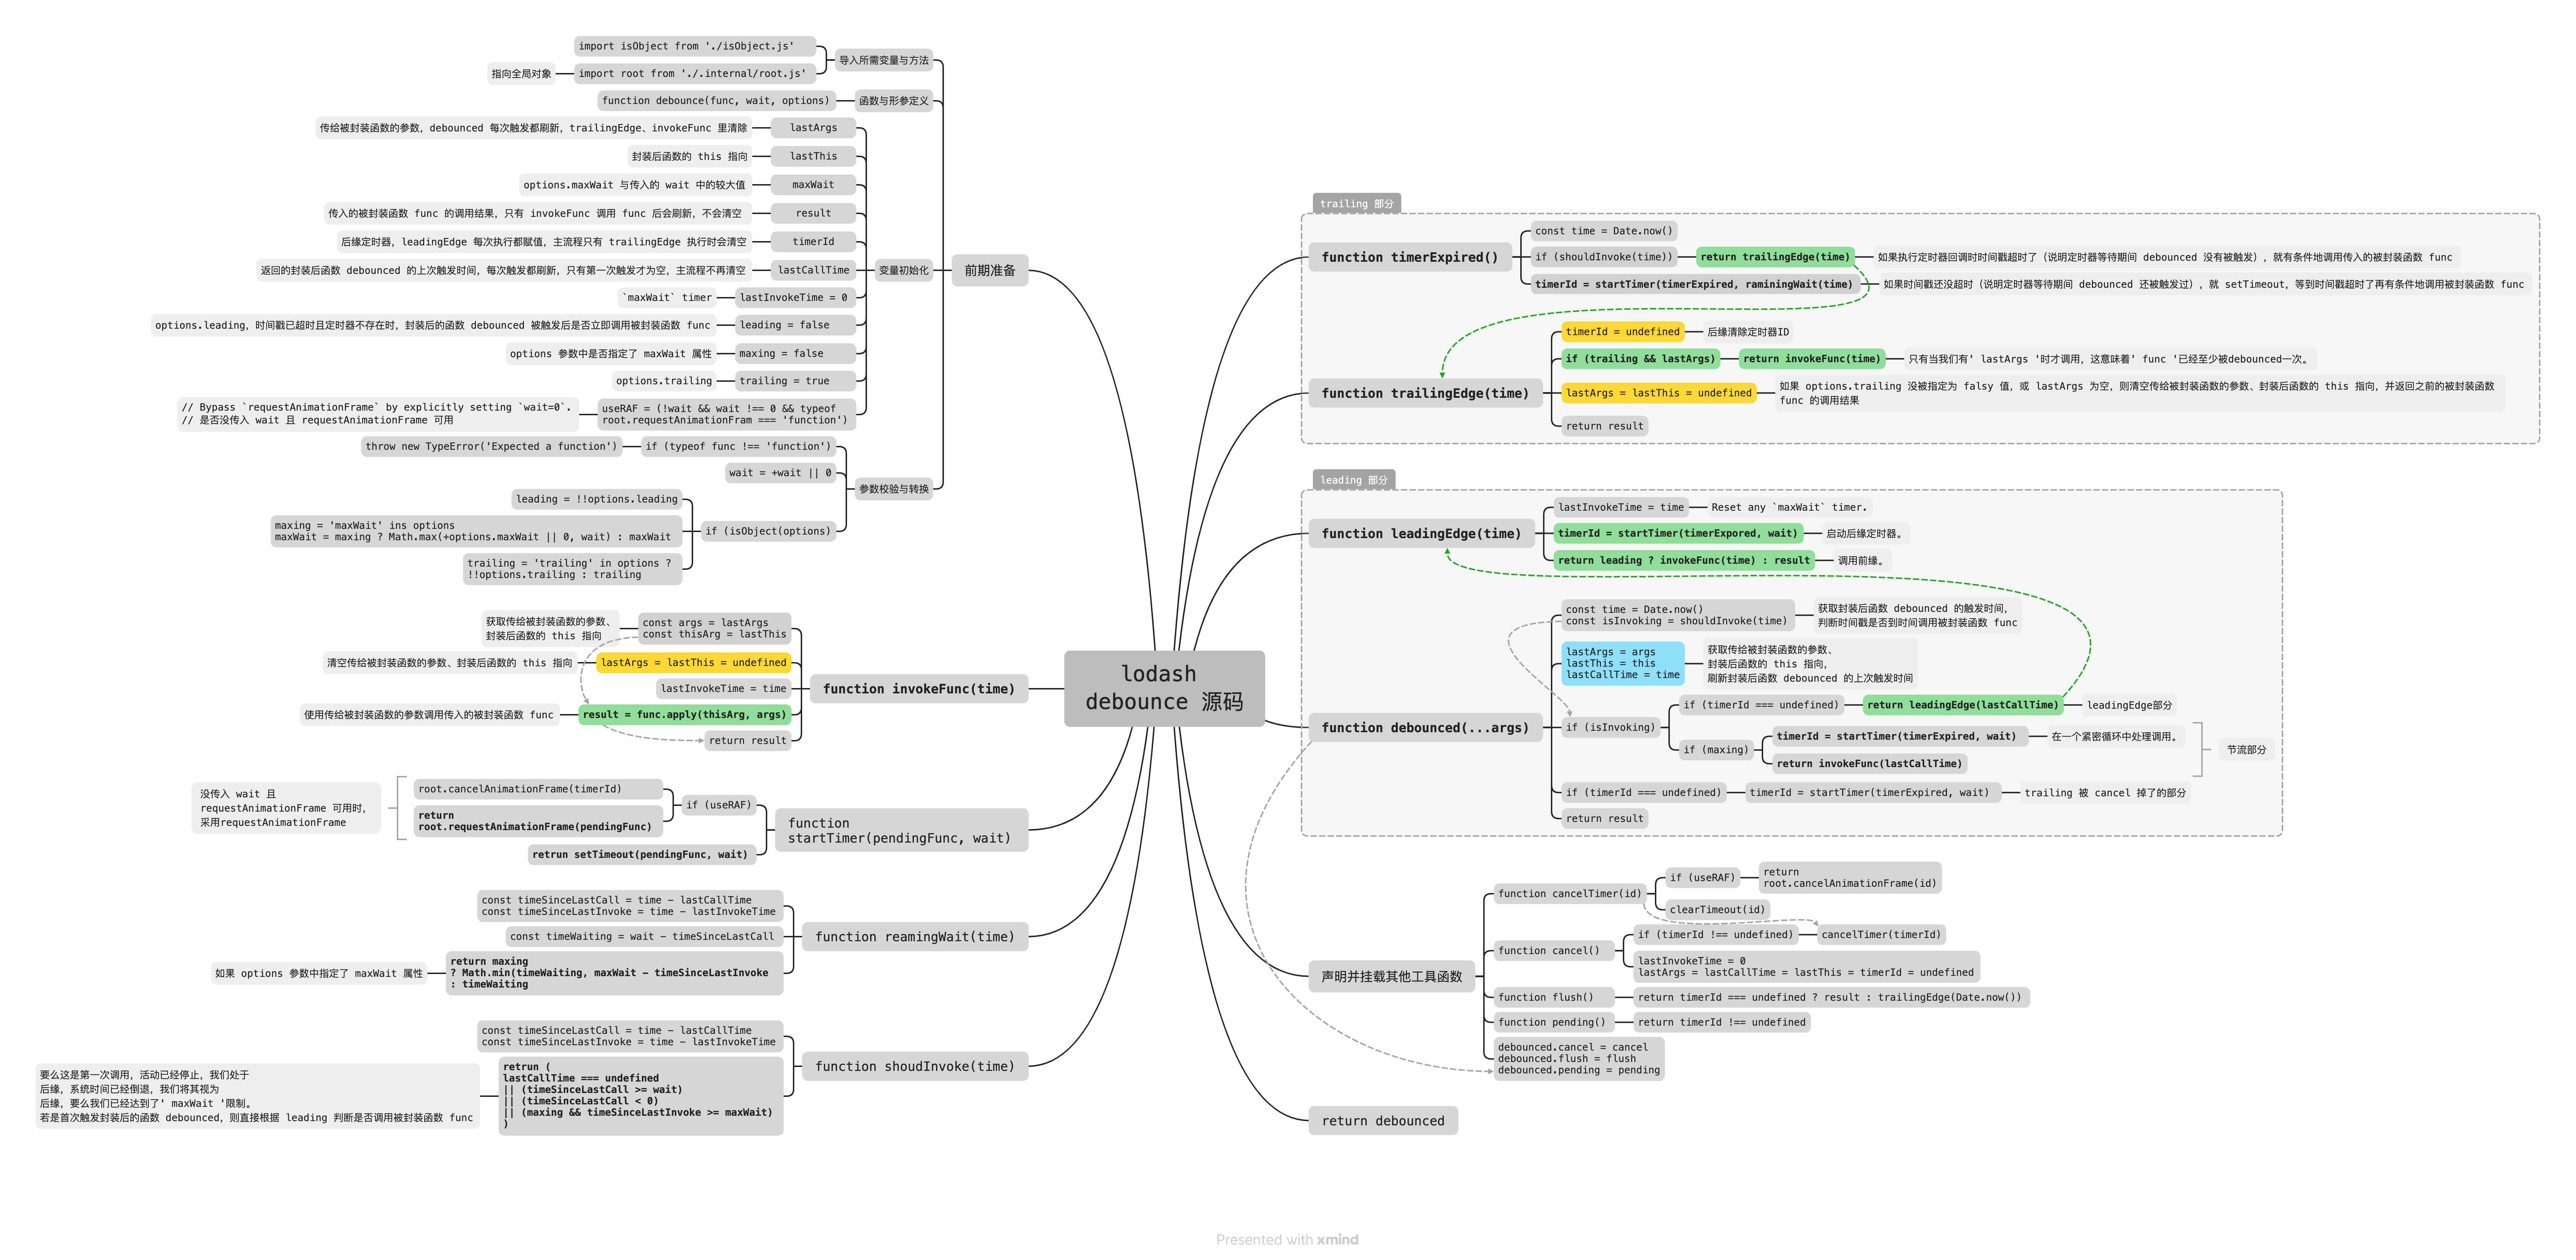 lodash
debounce 源码
前期准备
导入所需变量与方法
import isObject from './isObject.js'
import root from './.internal/root.js'
指向全局对象
函数与形参定义
function debounce(func, wait, options)
变量初始化
lastArgs
传给被封装函数的参数，debounced 每次触发都刷新，trailingEdge、invokeFunc 里清除
lastThis
封装后函数的 this 指向
maxWait
options.maxWait 与传入的 wait 中的较大值
result
传入的被封装函数 func 的调用结果，只有 invokeFunc 调用 func 后会刷新，不会清空
timerId
后缘定时器，leadingEdge 每次执行都赋值，主流程只有 trailingEdge 执行时会清空
lastCallTime
返回的封装后函数 debounced 的上次触发时间，每次触发都刷新，只有第一次触发才为空，主流程不再清空
lastInvokeTime = 0
`maxWait` timer
leading = false
options.leading，时间戳已超时且定时器不存在时，封装后的函数 debounced 被触发后是否立即调用被封装函数 func
maxing = false
options 参数中是否指定了 maxWait 属性
trailing = true
options.trailing
useRAF = (!wait && wait !== 0 && typeof
root.requestAnimationFram === 'function')
// Bypass `requestAnimationFrame` by explicitly setting `wait=0`.
// 是否没传入 wait 且 requestAnimationFrame 可用
参数校验与转换
if (typeof func !== 'function')
throw new TypeError('Expected a function')
wait = +wait || 0
if (isObject(options)
leading = !!options.leading
maxing = 'maxWait' ins options
maxWait = maxing ? Math.max(+options.maxWait || 0, wait) : maxWait
trailing = 'trailing' in options ?
!!options.trailing : trailing
function invokeFunc(time)
const args = lastArgs
const thisArg = lastThis
获取传给被封装函数的参数、
封装后函数的 this 指向
lastArgs = lastThis = undefined
清空传给被封装函数的参数、封装后函数的 this 指向
lastInvokeTime = time
result = func.apply(thisArg, args)
使用传给被封装函数的参数调用传入的被封装函数 func
return result
function
startTimer(pendingFunc, wait)
if (useRAF)
root.cancelAnimationFrame(timerId)
return
root.requestAnimationFrame(pendingFunc)
没传入 wait 且
requestAnimationFrame 可用时，
采用requestAnimationFrame
retrun setTimeout(pendingFunc, wait)
function reamingWait(time)
const timeSinceLastCall = time - lastCallTime
const timeSinceLastInvoke = time - lastInvokeTime
const timeWaiting = wait - timeSinceLastCall
return maxing
? Math.min(timeWaiting, maxWait - timeSinceLastInvoke
: timeWaiting
如果 options 参数中指定了 maxWait 属性
function shoudInvoke(time)
const timeSinceLastCall = time - lastCallTime
const timeSinceLastInvoke = time - lastInvokeTime
retrun (
lastCallTime === undefined
|| (timeSinceLastCall >= wait)
|| (timeSinceLastCall < 0)
|| (maxing && timeSinceLastInvoke >= maxWait)
)
要么这是第一次调用，活动已经停止，我们处于
后缘，系统时间已经倒退，我们将其视为
后缘，要么我们已经达到了' maxWait '限制。
若是首次触发封装后的函数 debounced，则直接根据 leading 判断是否调用被封装函数 func
trailing 部分
function timerExpired()
const time = Date.now()
if (shouldInvoke(time))
return trailingEdge(time)
如果执行定时器回调时时间戳超时了（说明定时器等待期间 debounced 没有被触发），就有条件地调用传入的被封装函数 func
timerId = startTimer(timerExpired, raminingWait(time)
如果时间戳还没超时（说明定时器等待期间 debounced 还被触发过），就 setTimeout，等到时间戳超时了再有条件地调用被封装函数 func
function trailingEdge(time)
timerId = undefined
后缘清除定时器ID
if (trailing && lastArgs)
return invokeFunc(time)
只有当我们有' lastArgs '时才调用，这意味着' func '已经至少被debounced一次。
lastArgs = lastThis = undefined
如果 options.trailing 没被指定为 falsy 值，或 lastArgs 为空，则清空传给被封装函数的参数、封装后函数的 this 指向，并返回之前的被封装函数
func 的调用结果
return result
leading 部分
function leadingEdge(time)
lastInvokeTime = time
Reset any `maxWait` timer.
timerId = startTimer(timerExpored, wait)
启动后缘定时器。
return leading ? invokeFunc(time) : result
调用前缘。
function debounced(...args)
const time = Date.now()
const isInvoking = shouldInvoke(time)
获取封装后函数 debounced 的触发时间，
判断时间戳是否到时间调用被封装函数 func
lastArgs = args
lastThis = this
lastCallTime = time
获取传给被封装函数的参数、
封装后函数的 this 指向，
刷新封装后函数 debounced 的上次触发时间
if (isInvoking)
if (timerId === undefined)
return leadingEdge(lastCallTime)
leadingEdge部分
if (maxing)
timerId = startTimer(timerExpired, wait)
在一个紧密循环中处理调用。
return invokeFunc(lastCallTime)
节流部分
if (timerId === undefined)
timerId = startTimer(timerExpired, wait)
trailing 被 cancel 掉了的部分
return result
声明并挂载其他工具函数
function cancelTimer(id)
if (useRAF)
return
root.cancelAnimationFrame(id)
clearTimeout(id)
function cancel()
if (timerId !== undefined)
cancelTimer(timerId)
lastInvokeTime = 0
lastArgs = lastCallTime = lastThis = timerId = undefined
function flush()
return timerId === undefined ? result : trailingEdge(Date.now())
function pending()
return timerId !== undefined
debounced.cancel = cancel
debounced.flush = flush
debounced.pending = pending
return debounced
Presented with xmind